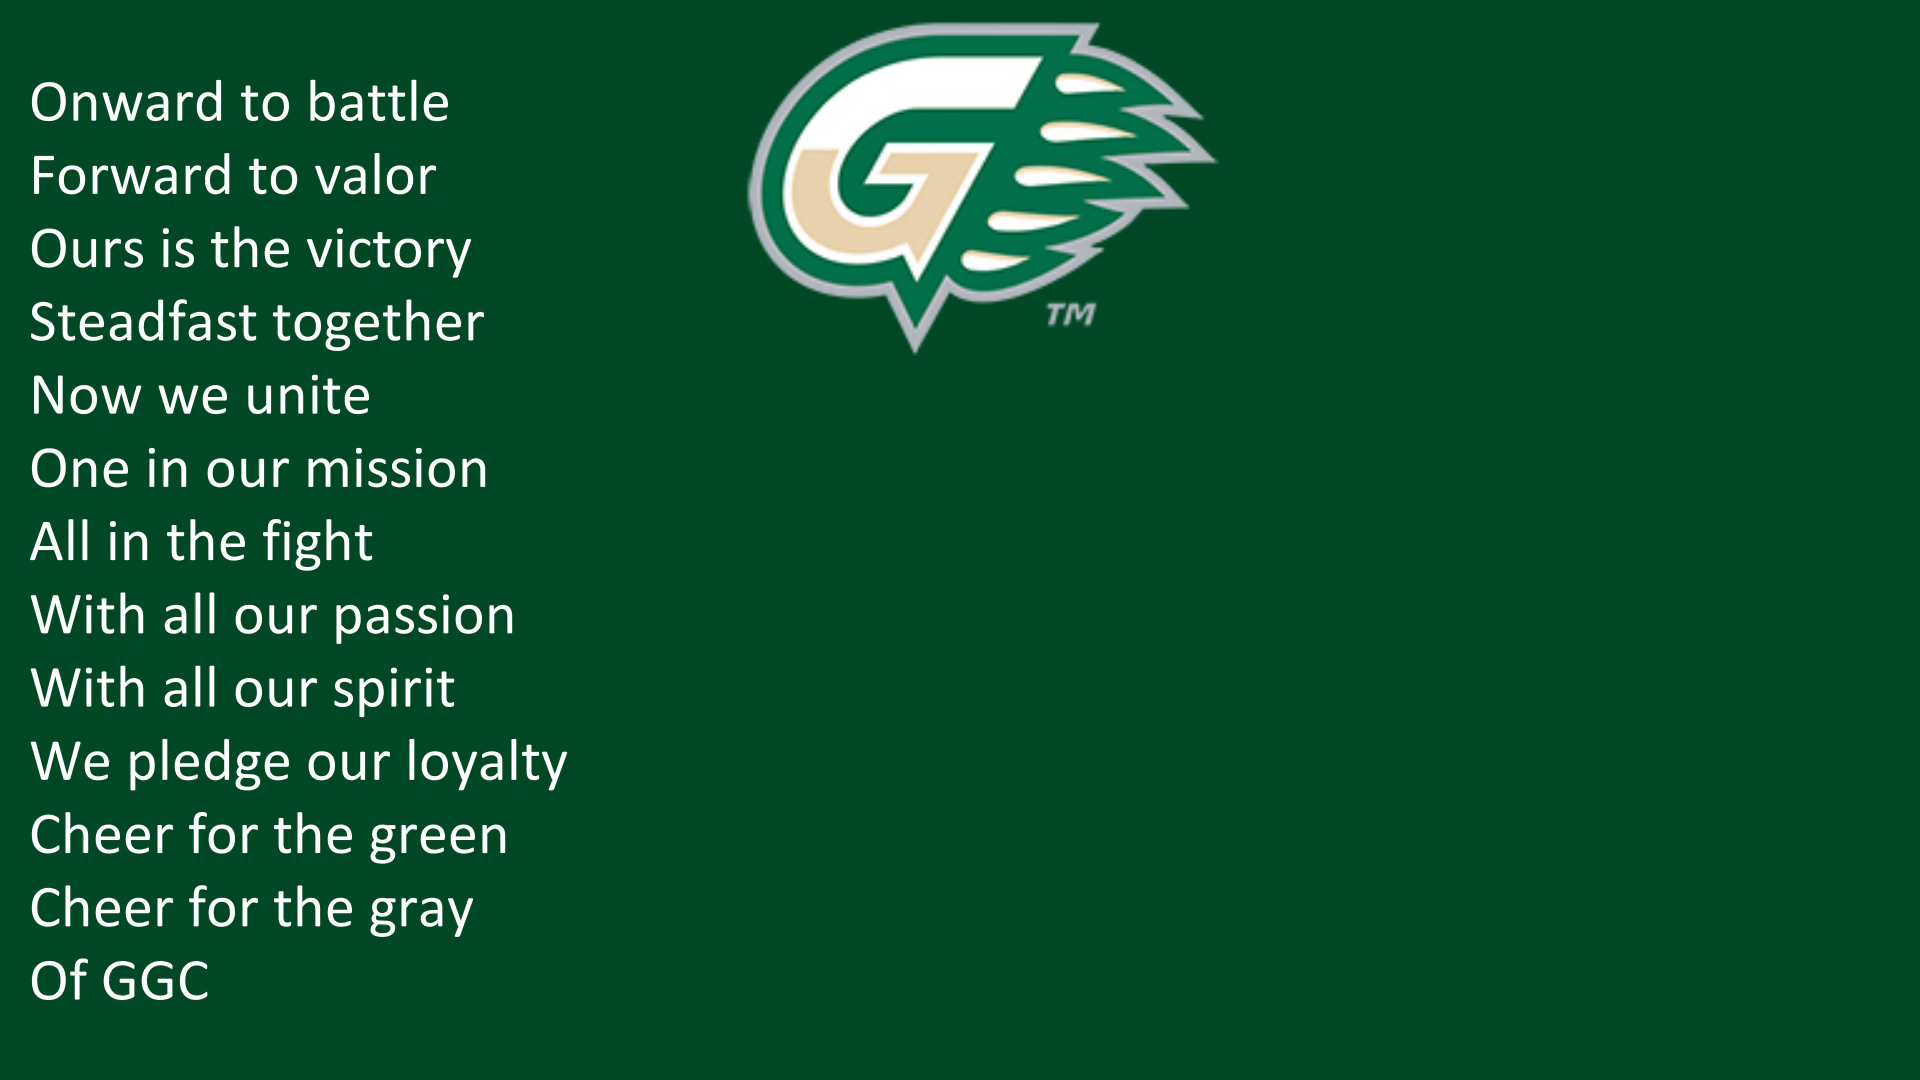 Onward to battle
Forward to valor
Ours is the victory
Steadfast together
Now we unite
One in our mission
All in the fight
With all our passion
With all our spirit
We pledge our loyalty
Cheer for the green
Cheer for the gray
Of GGC
G
TM